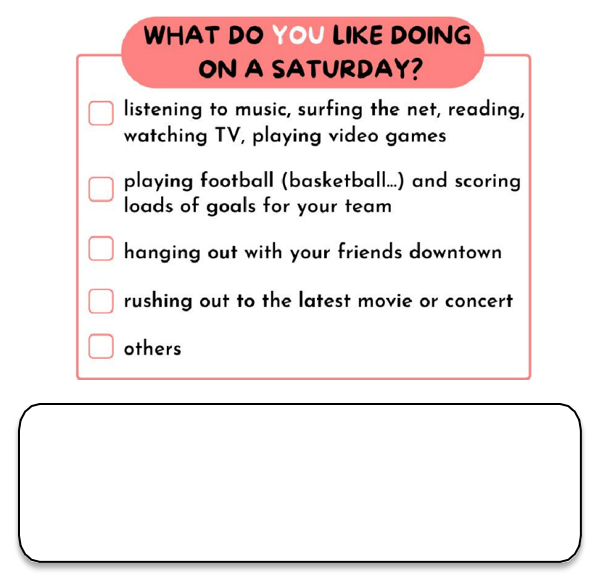 WHAT DO YOU LIKE DOING
ON A SATURDAY?
listening to music, surfing the net, reading,
watching TV, playing video games
playing football (basketball...) and scoring
loads of goals for your team
hanging out with your friends downtown
rushing out to the latest movie or concert
others